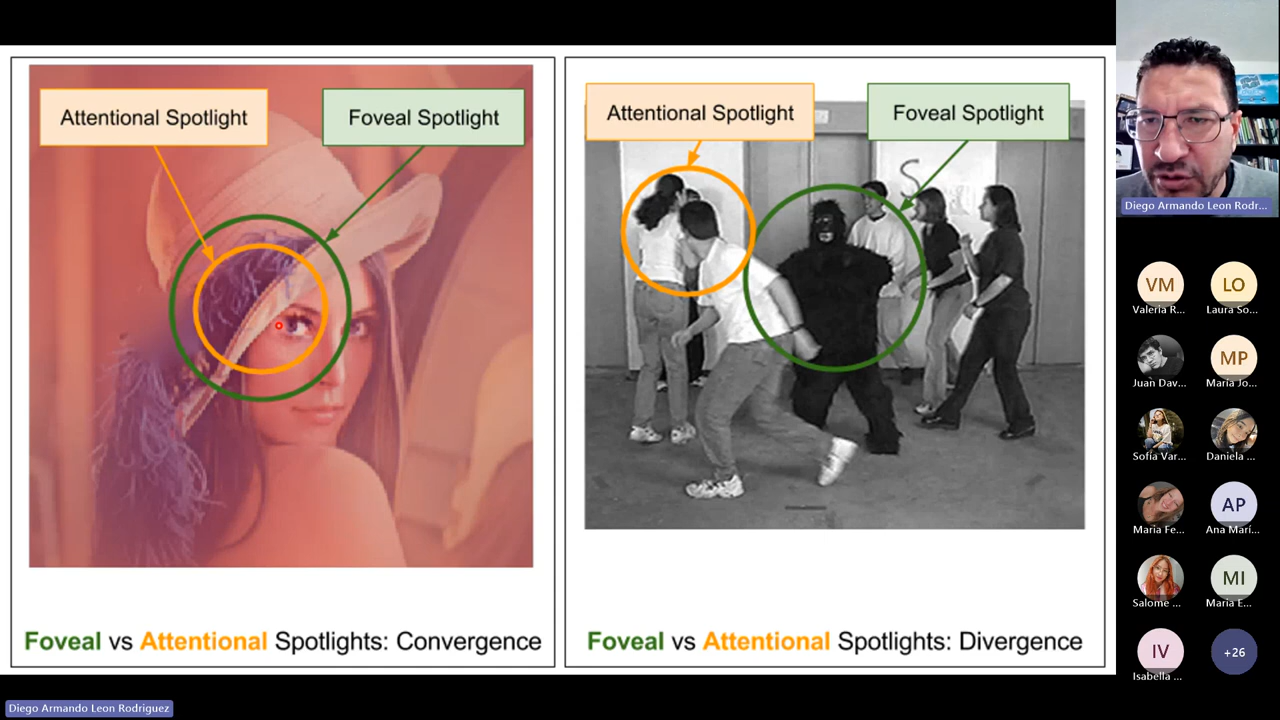 Attentional Spotlight
Foveal Spotlight
Foveal vs Attentional Spotlights: Convergence
Attentional Spotlight
Foveal Spotlight
S
Foveal vs Attentional Spotlights: Divergence
Diego Armando Leon Rodr...
VM
Valeria R...
LO
Laura So...
Juan Dav...
MP
Maria Jo...
Sofía Var...
Daniela ...
Maria Fe...
AP
Ana Marí...
Salome ...
MI
Maria E...
IV
Isabella ...
+26
Diego Armando Leon Rodriguez